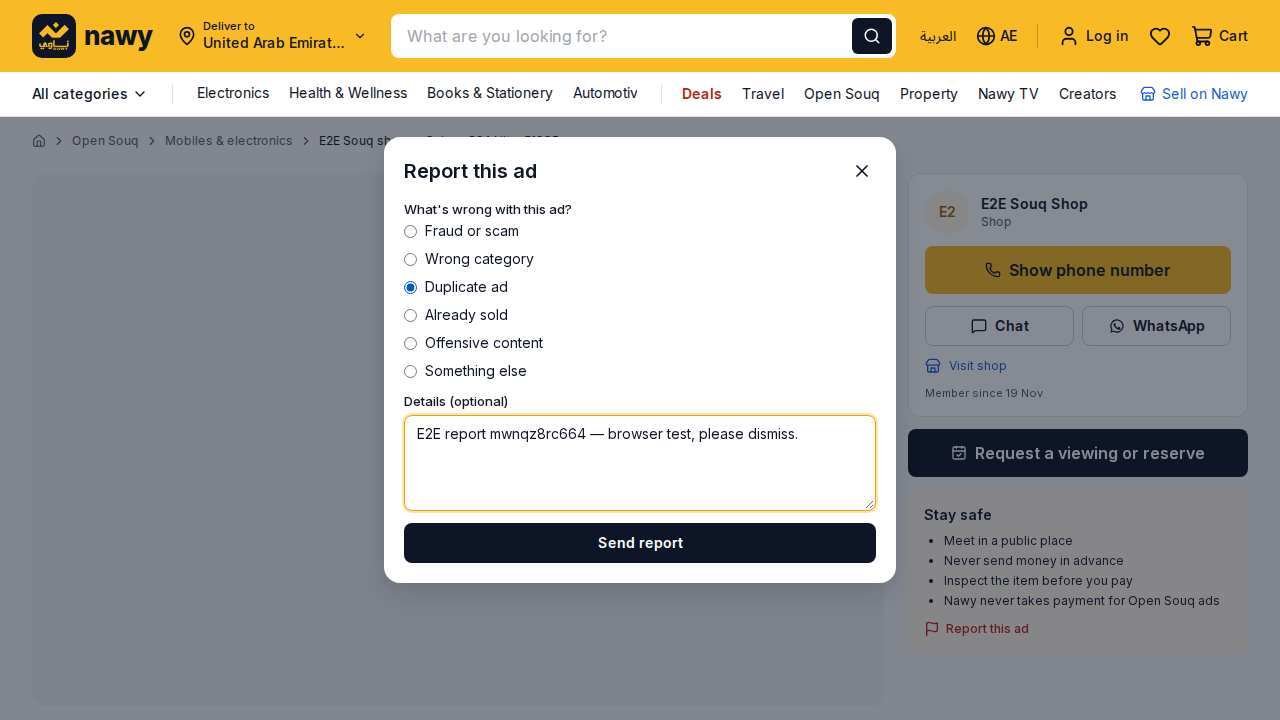 نـاوي
NAWY
nawy
Deliver to
United Arab Emirat...
What are you looking for?
العربية
AE
Log in
Cart
All categories
Electronics
Health & Wellness
Books & Stationery
Automotiv
Deals
Travel
Open Souq
Property
Nawy TV
Creators
Sell on Nawy
Open Souq
Mobiles & electronics
E2E Souq sh
Report this ad
What's wrong with this ad?
Fraud or scam
Wrong category
Duplicate ad
Already sold
Offensive content
Something else
Details (optional)
E2E report mwnqz8rc664 — browser test, please dismiss.
Send report
E2
E2E Souq Shop
Shop
Show phone number
Chat
WhatsApp
Visit shop
Member since 19 Nov
Request a viewing or reserve
Stay safe
• Meet in a public place
• Never send money in advance
• Inspect the item before you pay
• Nawy never takes payment for Open Souq ads
Report this ad